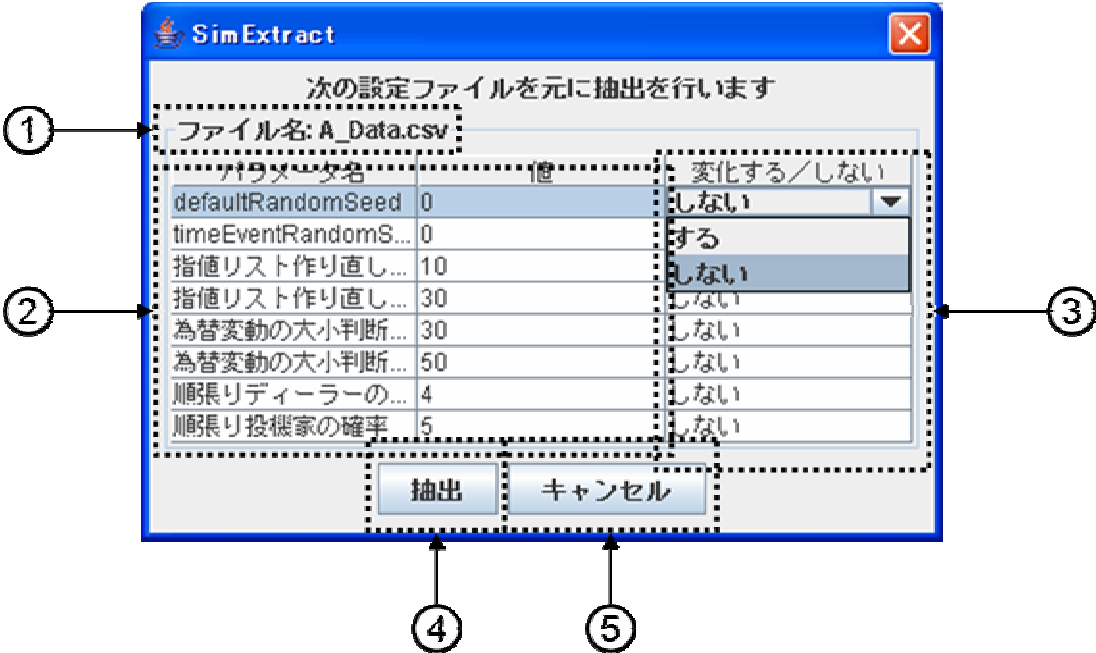 SimExtract
次の設定ファイルを元に抽出を行います
① ファイル名: A_Data.csv
パラメータ名 値 変化する／しない
defaultRandomSeed 0 しない
timeEventRandomS... 0 する
指値リスト作り直し... 10 しない
② 指値リスト作り直し... 30 しない ③
為替変動の大小判断... 30 しない
為替変動の大小判断... 50 しない
順張りディーラーの... 4 しない
順張り投機家の確率 5 しない
抽出 キャンセル
④ ⑤